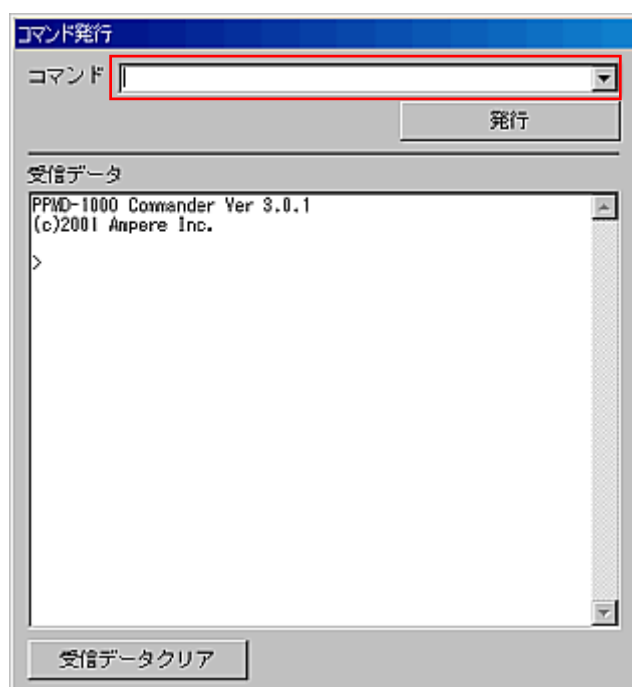 コマンド発行
コマンド
発行
受信データ
PPMD-1000 Commander Ver 3.0.1
(c)2001 Ampere Inc.
>
受信データクリア